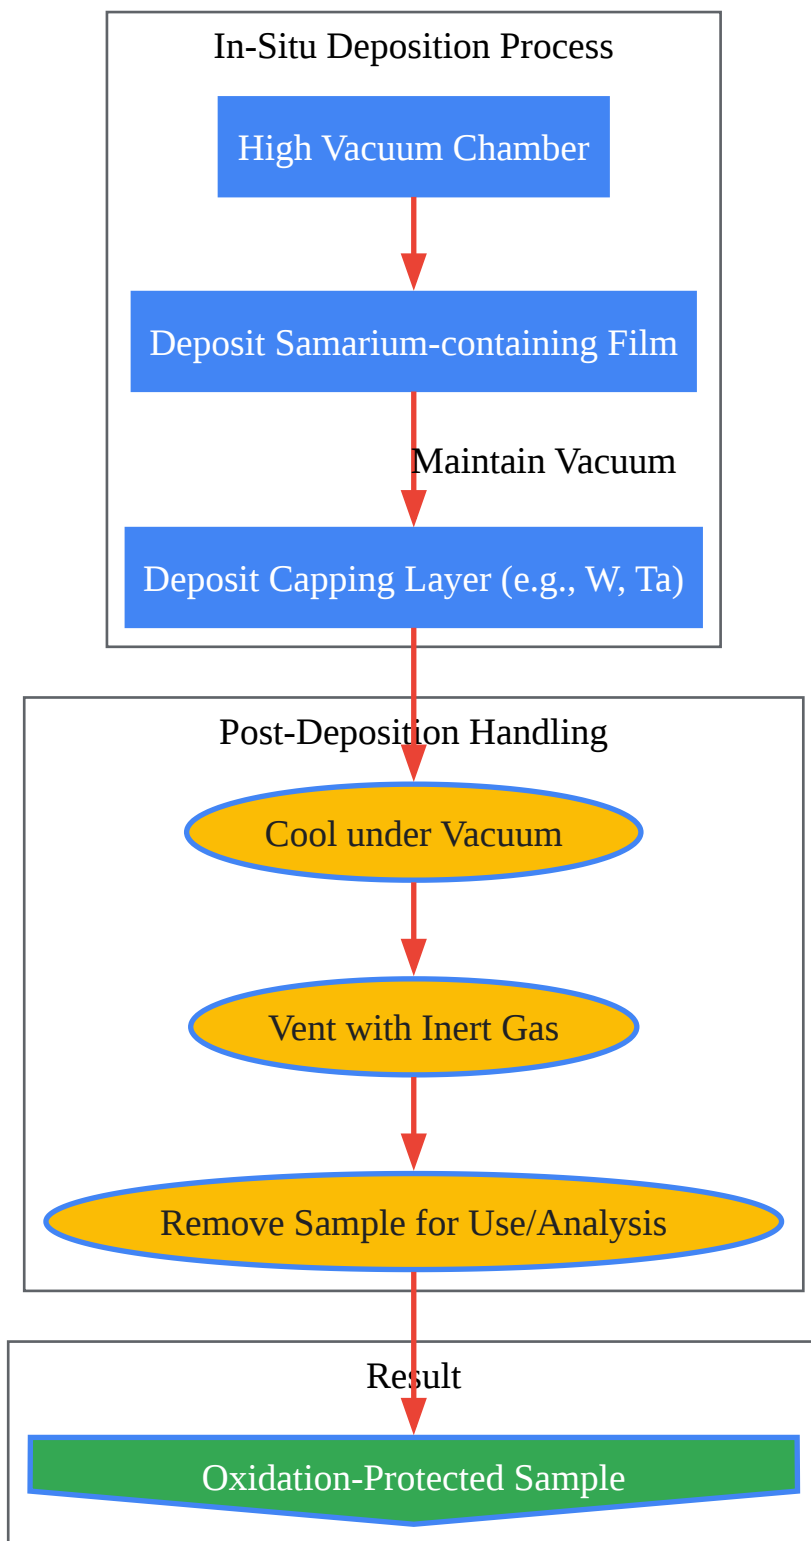 In-Situ Deposition Process
High Vacuum Chamber
Deposit Samarium-containing Film
Maintain Vacuum
Deposit Capping Layer (e.g., W, Ta)
Post-Deposition Handling
Cool under Vacuum
Vent with Inert Gas
Remove Sample for Use/Analysis
Result
Oxidation-Protected Sample